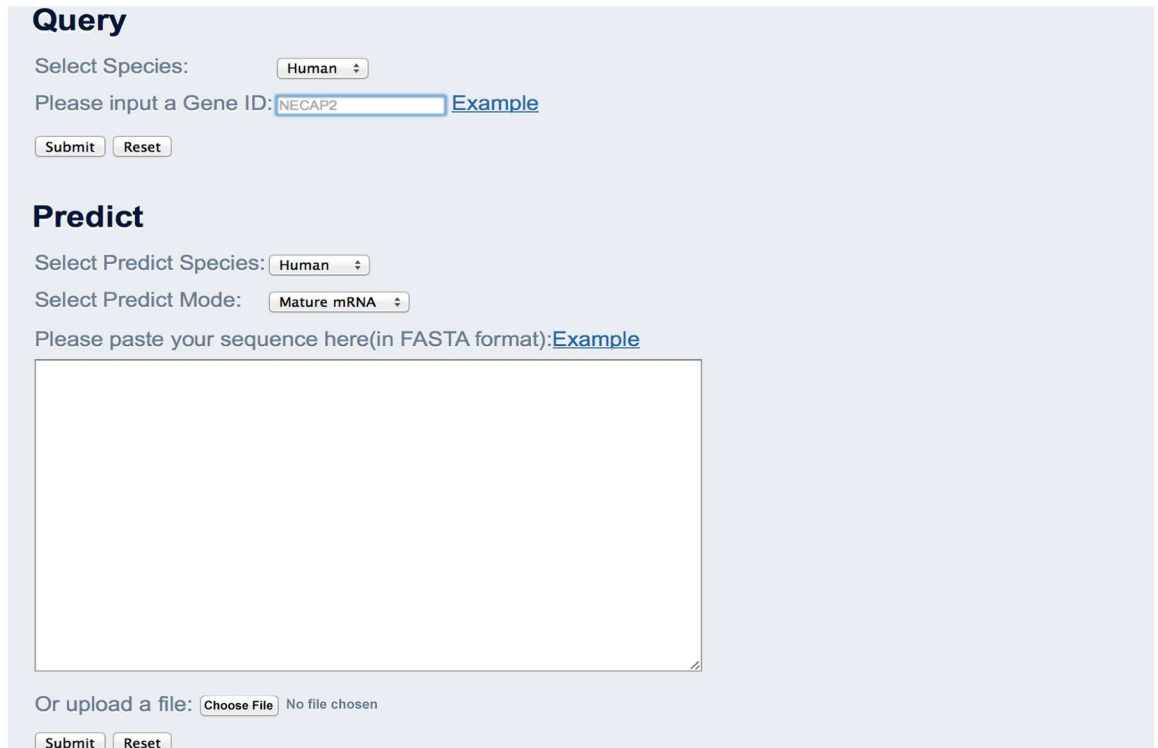 Query
Select Species: Human
Please input a Gene ID: NECAP2 Example
Submit Reset
Predict
Select Predict Species: Human
Select Predict Mode: Mature mRNA
Please paste your sequence here(in FASTA format):Example
Or upload a file: Choose File No file chosen
Submit Reset